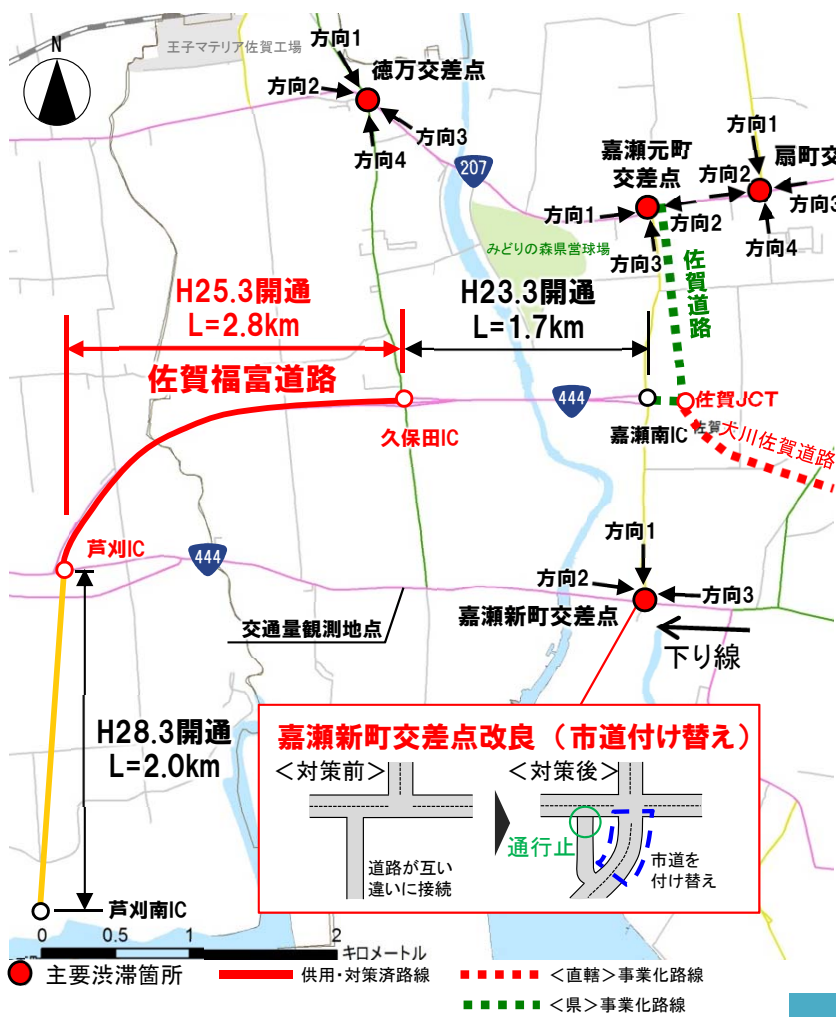 王子マテリア佐賀工場
N
方向1
徳万交差点
方向2
方向3
方向4
207
嘉瀬元町
交差点
方向1
扇町交
方向2
方向3
方向4
方向1
方向2
方向3
みどりの森県営球場
佐賀道路
H25.3開通
L=2.8km
H23.3開通
L=1.7km
佐賀福富道路
444
佐賀JCT
久保田IC
嘉瀬南IC
佐賀
大川佐賀道路
芦刈IC
444
方向1
方向2
方向3
嘉瀬新町交差点
交通量観測地点
下り線
H28.3開通
L=2.0km
嘉瀬新町交差点改良（市道付け替え）
＜対策前＞
＜対策後＞
通行止
道路が互い
違いに接続
市道を
付け替え
芦刈南IC
0 0.5 1 2
キロメートル
主要渋滞箇所
供用・対策済路線
＜直轄＞事業化路線
＜県＞事業化路線